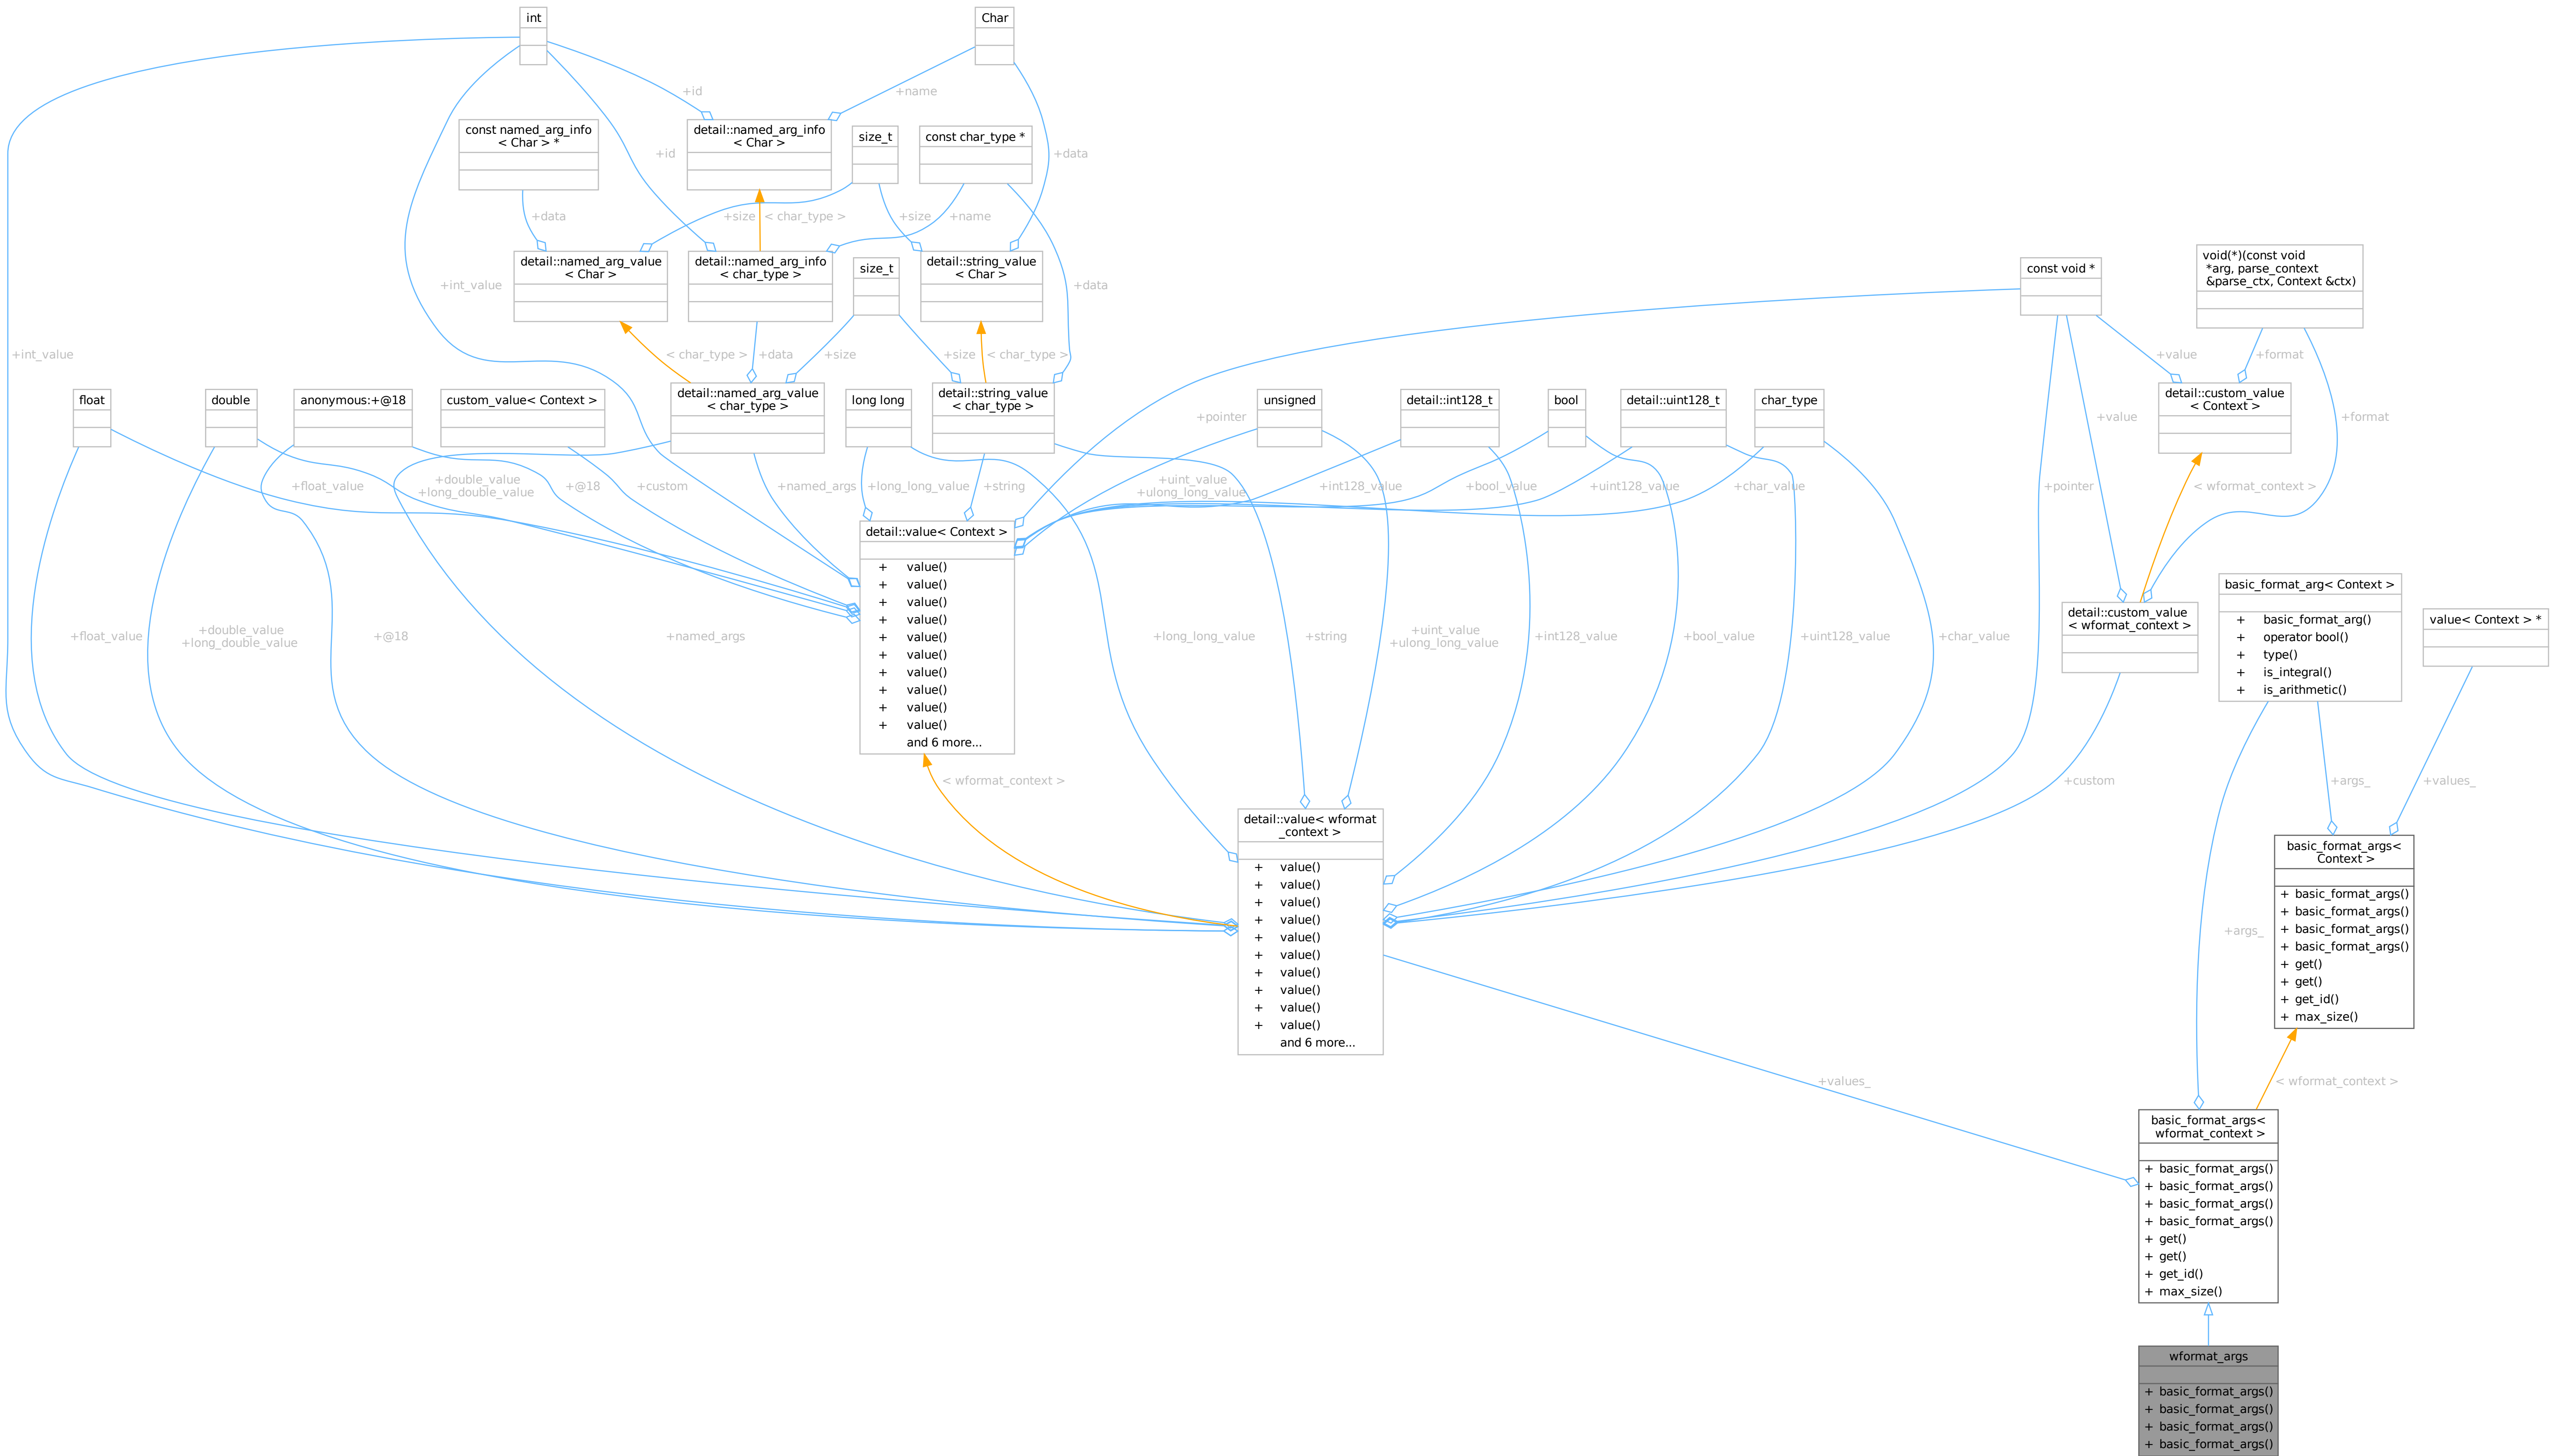 int
Char
+id
+name
const named_arg_info
< Char > *
detail::named_arg_info
< Char >
size_t
const char_type *
+id
+data
+data
+size
< char_type >
+size
+name
detail::named_arg_value
< Char >
detail::named_arg_info
< char_type >
size_t
detail::string_value
< Char >
const void *
void(*)(const void
*arg, parse_context
&parse_ctx, Context &ctx)
+int_value
+data
+int_value
< char_type >
+data
+size
+size
< char_type >
+value
+format
float
double
anonymous:+@18
custom_value< Context >
detail::named_arg_value
< char_type >
long long
detail::string_value
< char_type >
unsigned
detail::int128_t
bool
detail::uint128_t
char_type
detail::custom_value
< Context >
+pointer
+value
+format
+float_value
+double_value
+long_double_value
+@18
+custom
+named_args
+long_long_value
+string
+uint_value
+ulong_long_value
+int128_value
+bool_value
+uint128_value
+char_value
+pointer
< wformat_context >
detail::value< Context >
+ value()
+ value()
+ value()
+ value()
+ value()
+ value()
+ value()
+ value()
+ value()
+ value()
and 6 more...
detail::custom_value
< wformat_context >
basic_format_arg< Context >
+ basic_format_arg()
+ operator bool()
+ type()
+ is_integral()
+ is_arithmetic()
value< Context > *
+float_value
+double_value
+long_double_value
+@18
+named_args
+long_long_value
+string
+uint_value
+ulong_long_value
+int128_value
+bool_value
+uint128_value
+char_value
< wformat_context >
+custom
+args_
+values_
detail::value< wformat
_context >
+ value()
+ value()
+ value()
+ value()
+ value()
+ value()
+ value()
+ value()
+ value()
+ value()
and 6 more...
basic_format_args<
Context >
+ basic_format_args()
+ basic_format_args()
+ basic_format_args()
+ basic_format_args()
+ get()
+ get()
+ get_id()
+ max_size()
+args_
+values_
< wformat_context >
basic_format_args<
wformat_context >
+ basic_format_args()
+ basic_format_args()
+ basic_format_args()
+ basic_format_args()
+ get()
+ get()
+ get_id()
+ max_size()
wformat_args
+ basic_format_args()
+ basic_format_args()
+ basic_format_args()
+ basic_format_args()